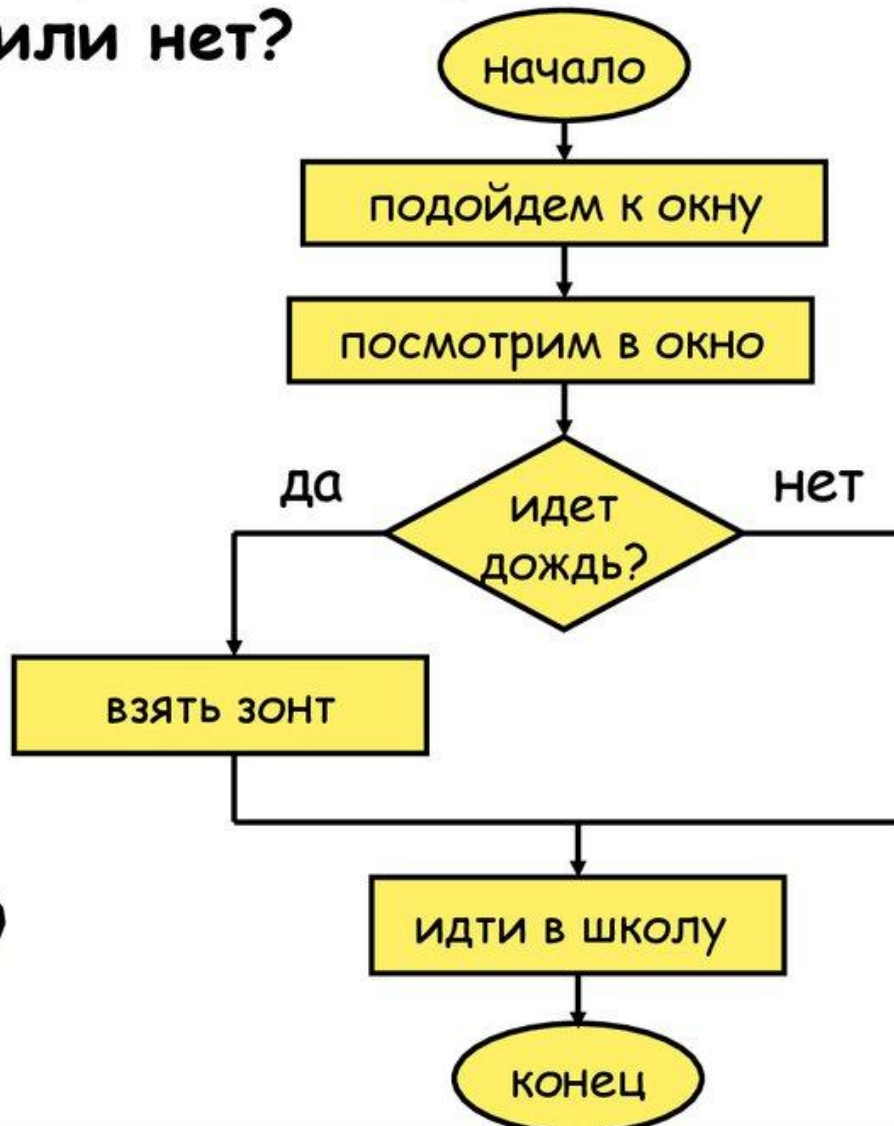 или нет?
начало
подойдем к окну
посмотрим в окно
да
идет
дождь?
нет
взять зонт
идти в школу
конец